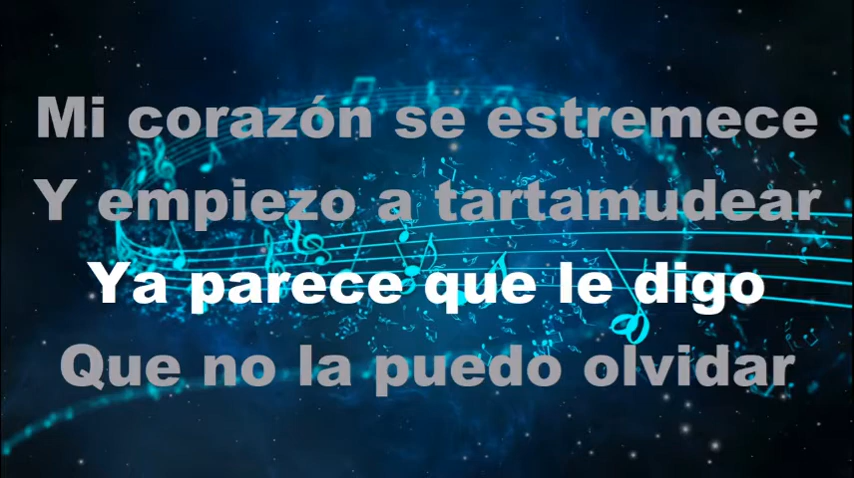 Mi corazón se estremece
Y empiezo a tartamudear
Ya parece que le digo
Que no la puedo olvidar